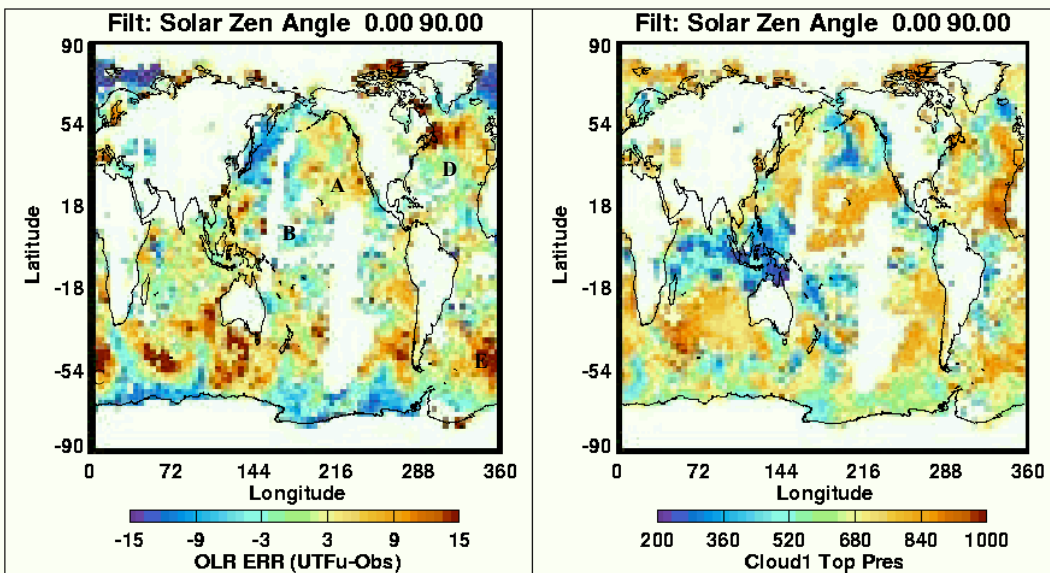 Filt: Solar Zen Angle 0.00 90.00
90
54
18
-18
-54
-90
Latitude
A
B
D
E
0 72 144 216 288 360
Longitude
-15 -9 -3 3 9 15
OLR ERR (UTFu-Obs)
Filt: Solar Zen Angle 0.00 90.00
90
54
18
-18
-54
-90
Latitude
0 72 144 216 288 360
Longitude
200 360 520 680 840 1000
Cloud1 Top Pres